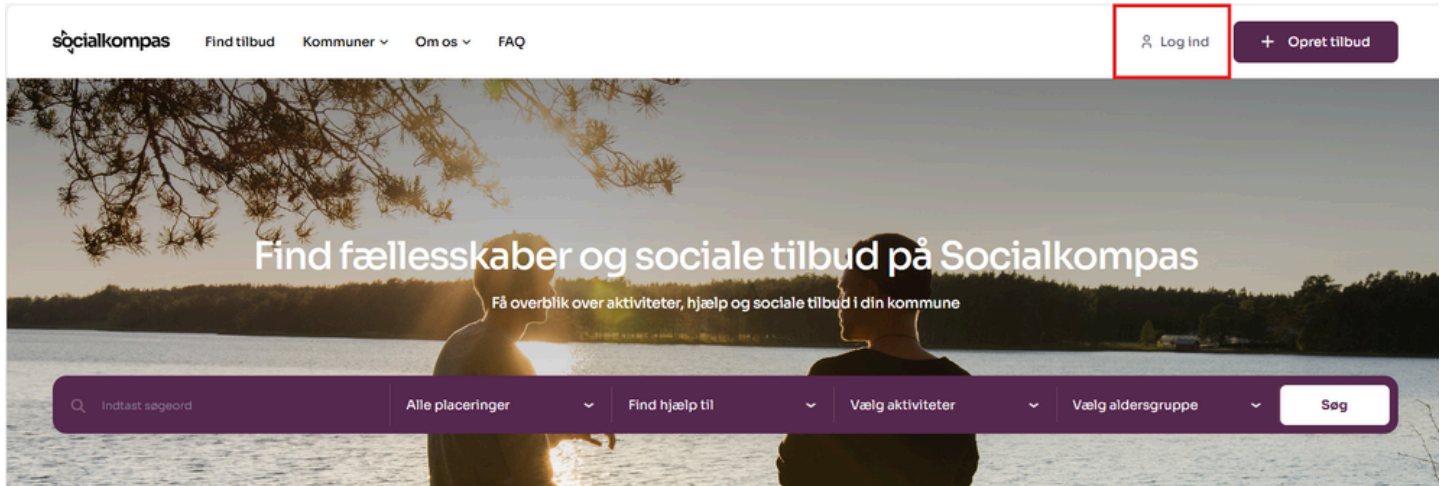 socialkompas Find tilbud Kommuner Om os FAQ Log ind + Opret tilbud
Find fællesskaber og sociale tilbud på Socialkompas
Få overblik over aktiviteter, hjælp og sociale tilbud i din kommune
Indtast søgeord Alle placeringer Find hjælp til Vælg aktiviteter Vælg aldersgruppe Søg